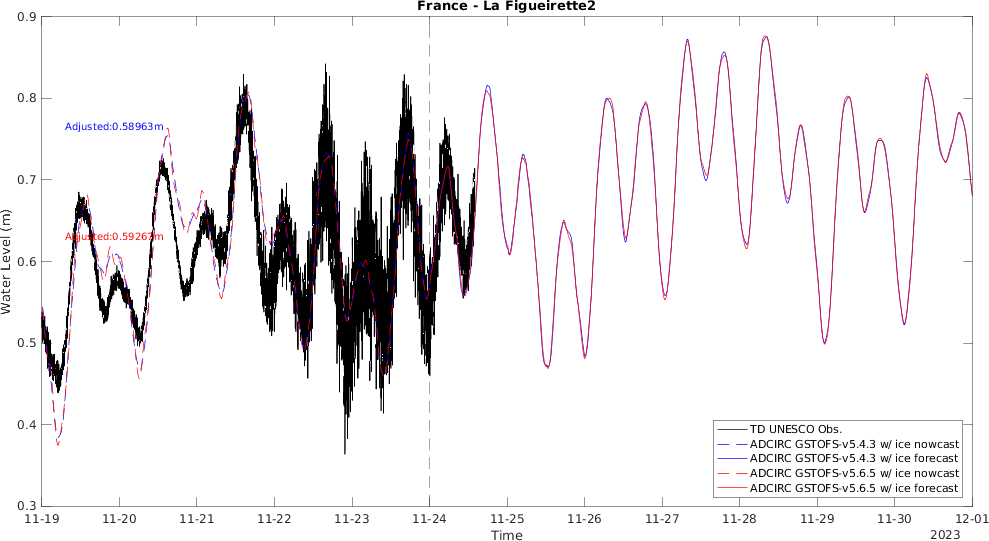 France - La Figueirette2
0.9
0.8
0.7
0.6
0.5
0.4
0.3
Water Level (m)
Adjusted:0.58963m
Adjusted:0.59267m
TD UNESCO Obs.
ADCIRC GSTOFS-v5.4.3 w/ ice nowcast
ADCIRC GSTOFS-v5.4.3 w/ ice forecast
ADCIRC GSTOFS-v5.6.5 w/ ice nowcast
ADCIRC GSTOFS-v5.6.5 w/ ice forecast
11-19 11-20 11-21 11-22 11-23 11-24 11-25 11-26 11-27 11-28 11-29 11-30 12-01
Time
2023